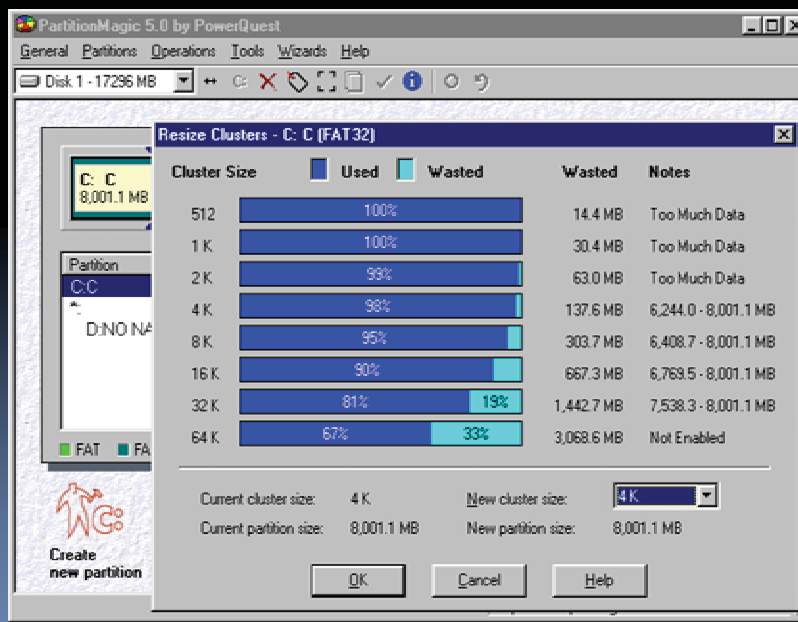 PartitionMagic 5.0 by PowerQuest
General Partitions Operations Tools Wizards Help
Disk 1 - 17296 MB
Resize Clusters - C: C (FAT32)
C: C
8,001.1 MB
Partition
C:C
*:
D:NO NA
FAT FA
C:
Create
new partition
Cluster Size Used Wasted Wasted Notes
512 100% 14.4 MB Too Much Data
1 K 100% 30.4 MB Too Much Data
2 K 99% 63.0 MB Too Much Data
4 K 98% 137.6 MB 6,244.0 - 8,001.1 MB
8 K 95% 303.7 MB 6,408.7 - 8,001.1 MB
16 K 90% 667.3 MB 6,769.5 - 8,001.1 MB
32 K 81% 19% 1,442.7 MB 7,538.3 - 8,001.1 MB
64 K 67% 33% 3,068.6 MB Not Enabled
Current cluster size: 4 K New cluster size: 4 K
Current partition size: 8,001.1 MB New partition size: 8,001.1 MB
OK Cancel Help